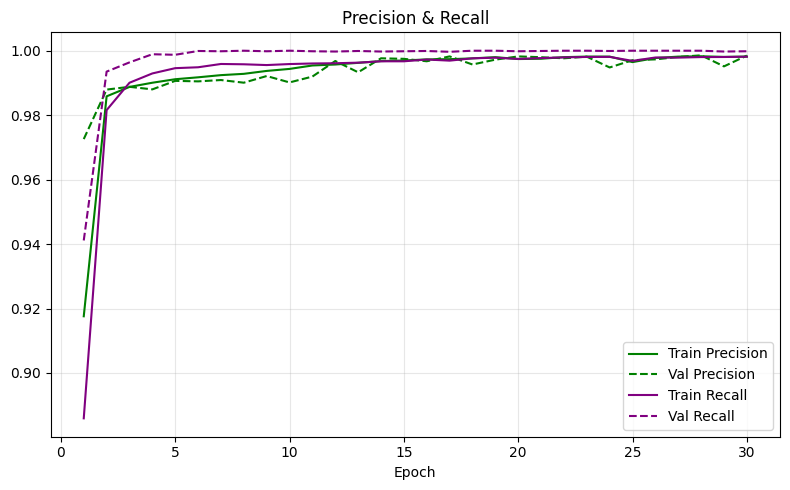 Precision & Recall
1.00
0.98
0.96
0.94
0.92
0.90
0
5
10
15
20
25
30
Epoch
Train Precision
Val Precision
Train Recall
Val Recall